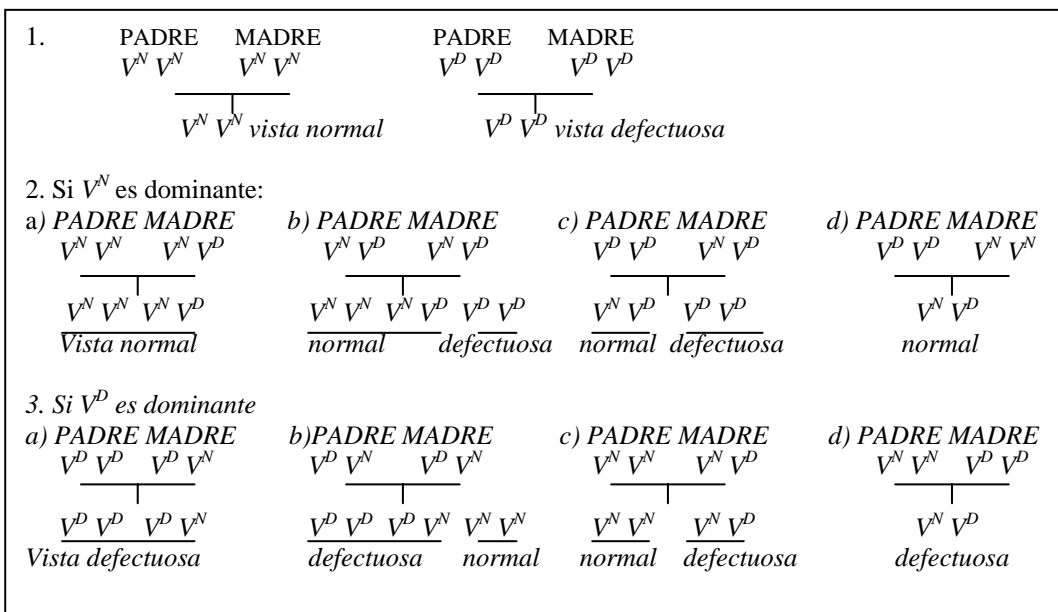 1. PADRE MADRE PADRE MADRE
V^N V^N V^N V^N V^D V^D V^D V^D
V^N V^N vista normal V^D V^D vista defectuosa
2. Si V^N es dominante:
a) PADRE MADRE b) PADRE MADRE c) PADRE MADRE d) PADRE MADRE
V^N V^N V^N V^D V^N V^D V^N V^D V^D V^D V^N V^D V^D V^D V^N V^N
V^N V^N V^N V^D V^N V^N V^N V^D V^D V^D V^N V^D V^D V^D V^N V^D
Vista normal normal defectuosa normal defectuosa normal
3. Si V^D es dominante
a) PADRE MADRE b)PADRE MADRE c) PADRE MADRE d) PADRE MADRE
V^D V^D V^D V^N V^D V^N V^D V^N V^N V^N V^N V^D V^N V^N V^D V^D
V^D V^D V^D V^N V^D V^D V^D V^N V^N V^N V^N V^N V^N V^D V^N V^D
Vista defectuosa defectuosa normal normal defectuosa defectuosa